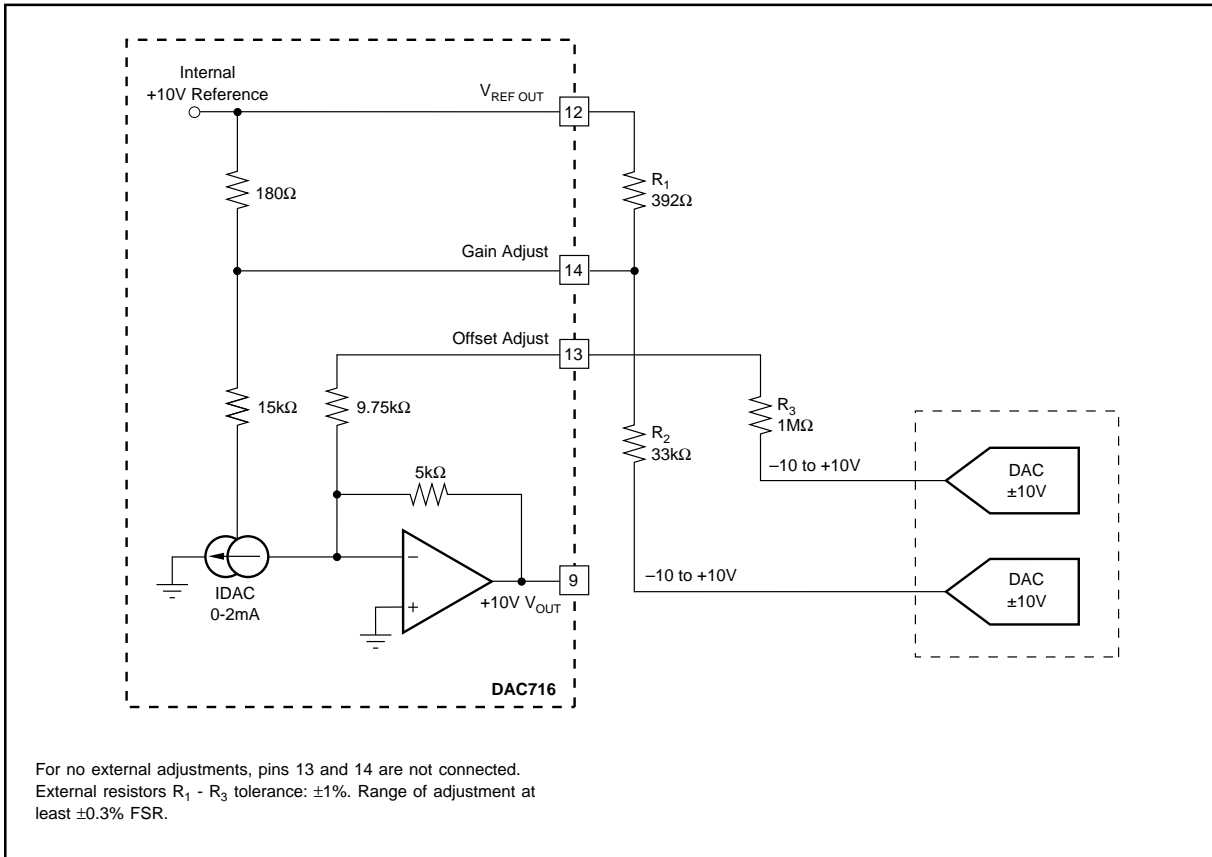 Internal
+10V Reference
V_REF OUT
12
180Ω
R₁
392Ω
Gain Adjust
14
Offset Adjust
13
15kΩ
9.75kΩ
R₃
1MΩ
R₂
33kΩ
–10 to +10V
DAC
±10V
5kΩ
–
+
IDAC
0-2mA
+10V V_OUT
9
–10 to +10V
DAC
±10V
DAC716
For no external adjustments, pins 13 and 14 are not connected.
External resistors R₁ - R₃ tolerance: ±1%. Range of adjustment at
least ±0.3% FSR.